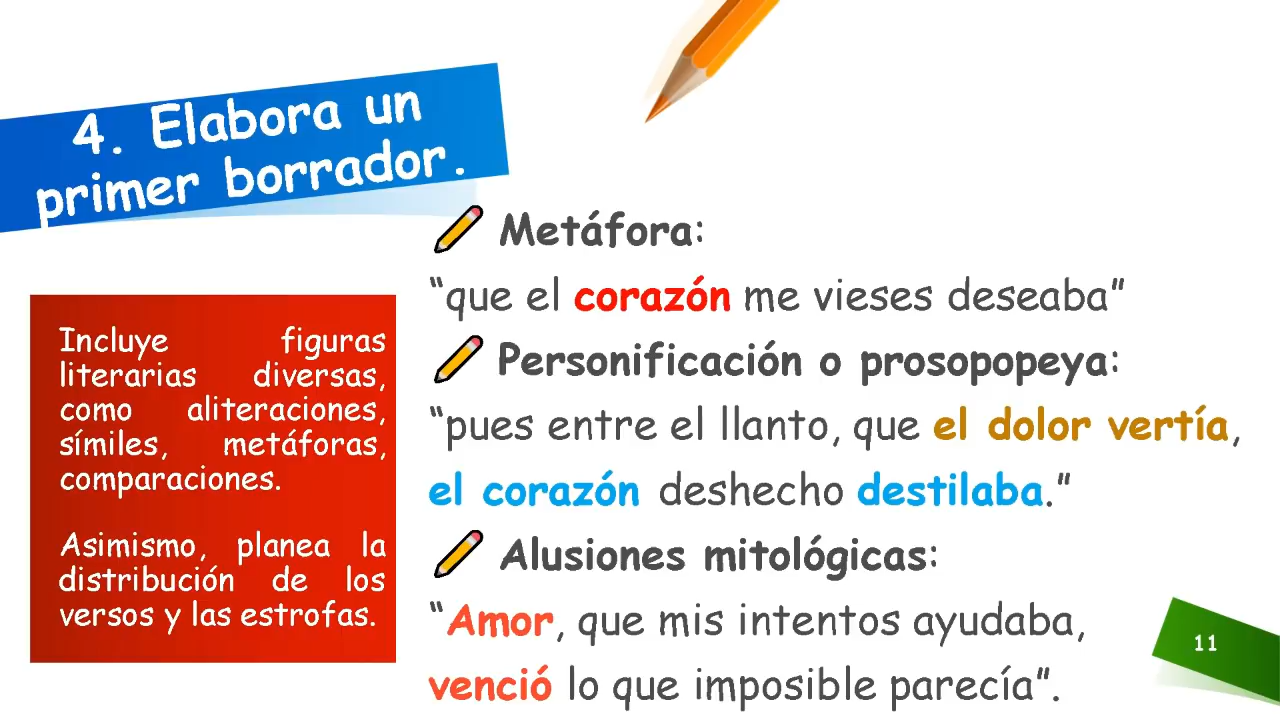 4. Elabora un
primer borrador.
Incluye figuras
literarias diversas,
como aliteraciones,
símiles, metáforas,
comparaciones.
Asimismo, planea la
distribución de los
versos y las estrofas.
Metáfora:
“que el corazón me vieses deseaba”
Personificación o prosopopeya:
“pues entre el llanto, que el dolor vertía,
el corazón deshecho destilaba.”
Alusiones mitológicas:
“Amor, que mis intentos ayudaba,
venció lo que imposible parecía”.
11